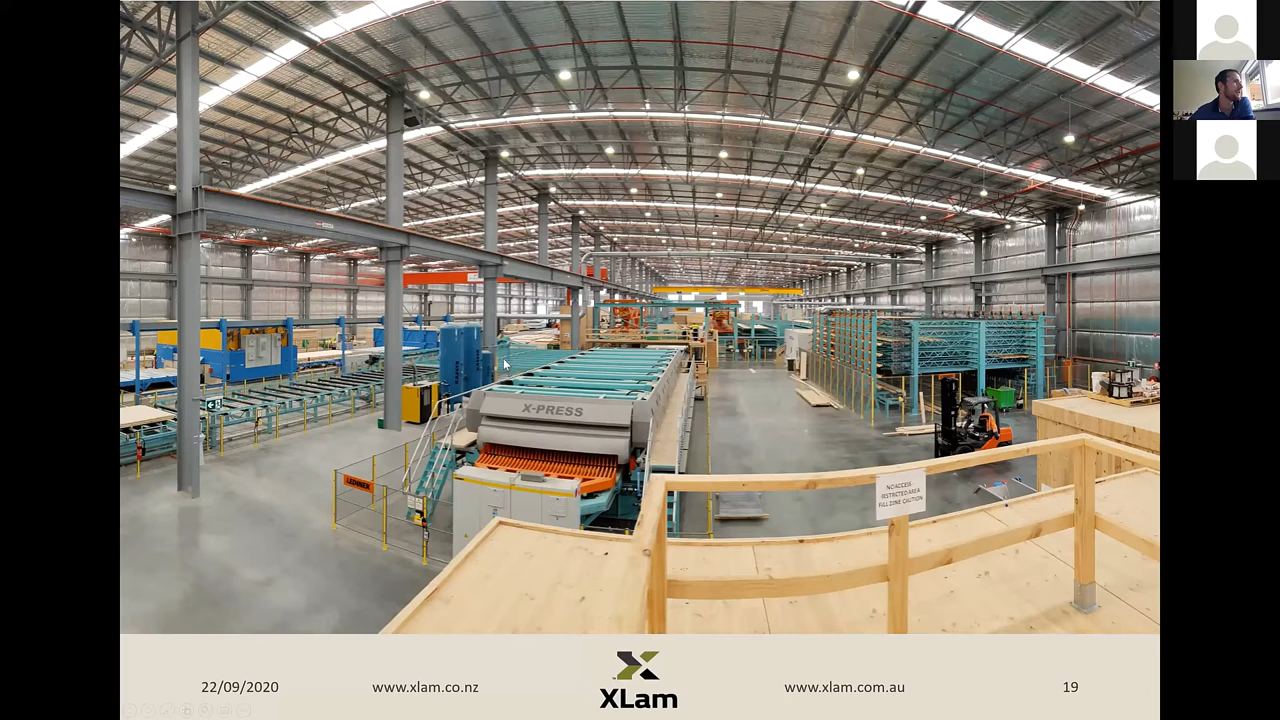 X-PRESS
LEDINEK
NO ACCESS
RESTRICTED AREA
FALL ZONE CAUTION
22/09/2020
www.xlam.co.nz
XLam
www.xlam.com.au
19